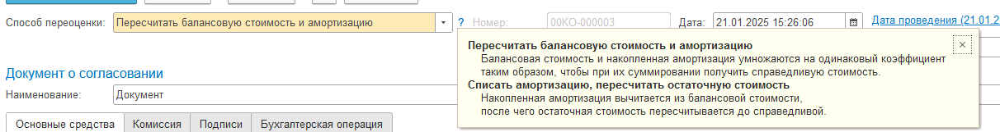 Способ переоценки: Пересчитать балансовую стоимость и амортизацию ? Номер: 00КО-000003 Дата: 21.01.2025 15:26:06 Дата проведения (21.01.2
Пересчитать балансовую стоимость и амортизацию
Балансовая стоимость и накопленная амортизация умножаются на одинаковый коэффициент
таким образом, чтобы при их суммировании получить справедливую стоимость.
Списать амортизацию, пересчитать остаточную стоимость
Накопленная амортизация вычитается из балансовой стоимости,
после чего остаточная стоимость пересчитывается до справедливой.
Документ о согласовании
Наименование: Документ
Основные средства Комиссия Подписи Бухгалтерская операция